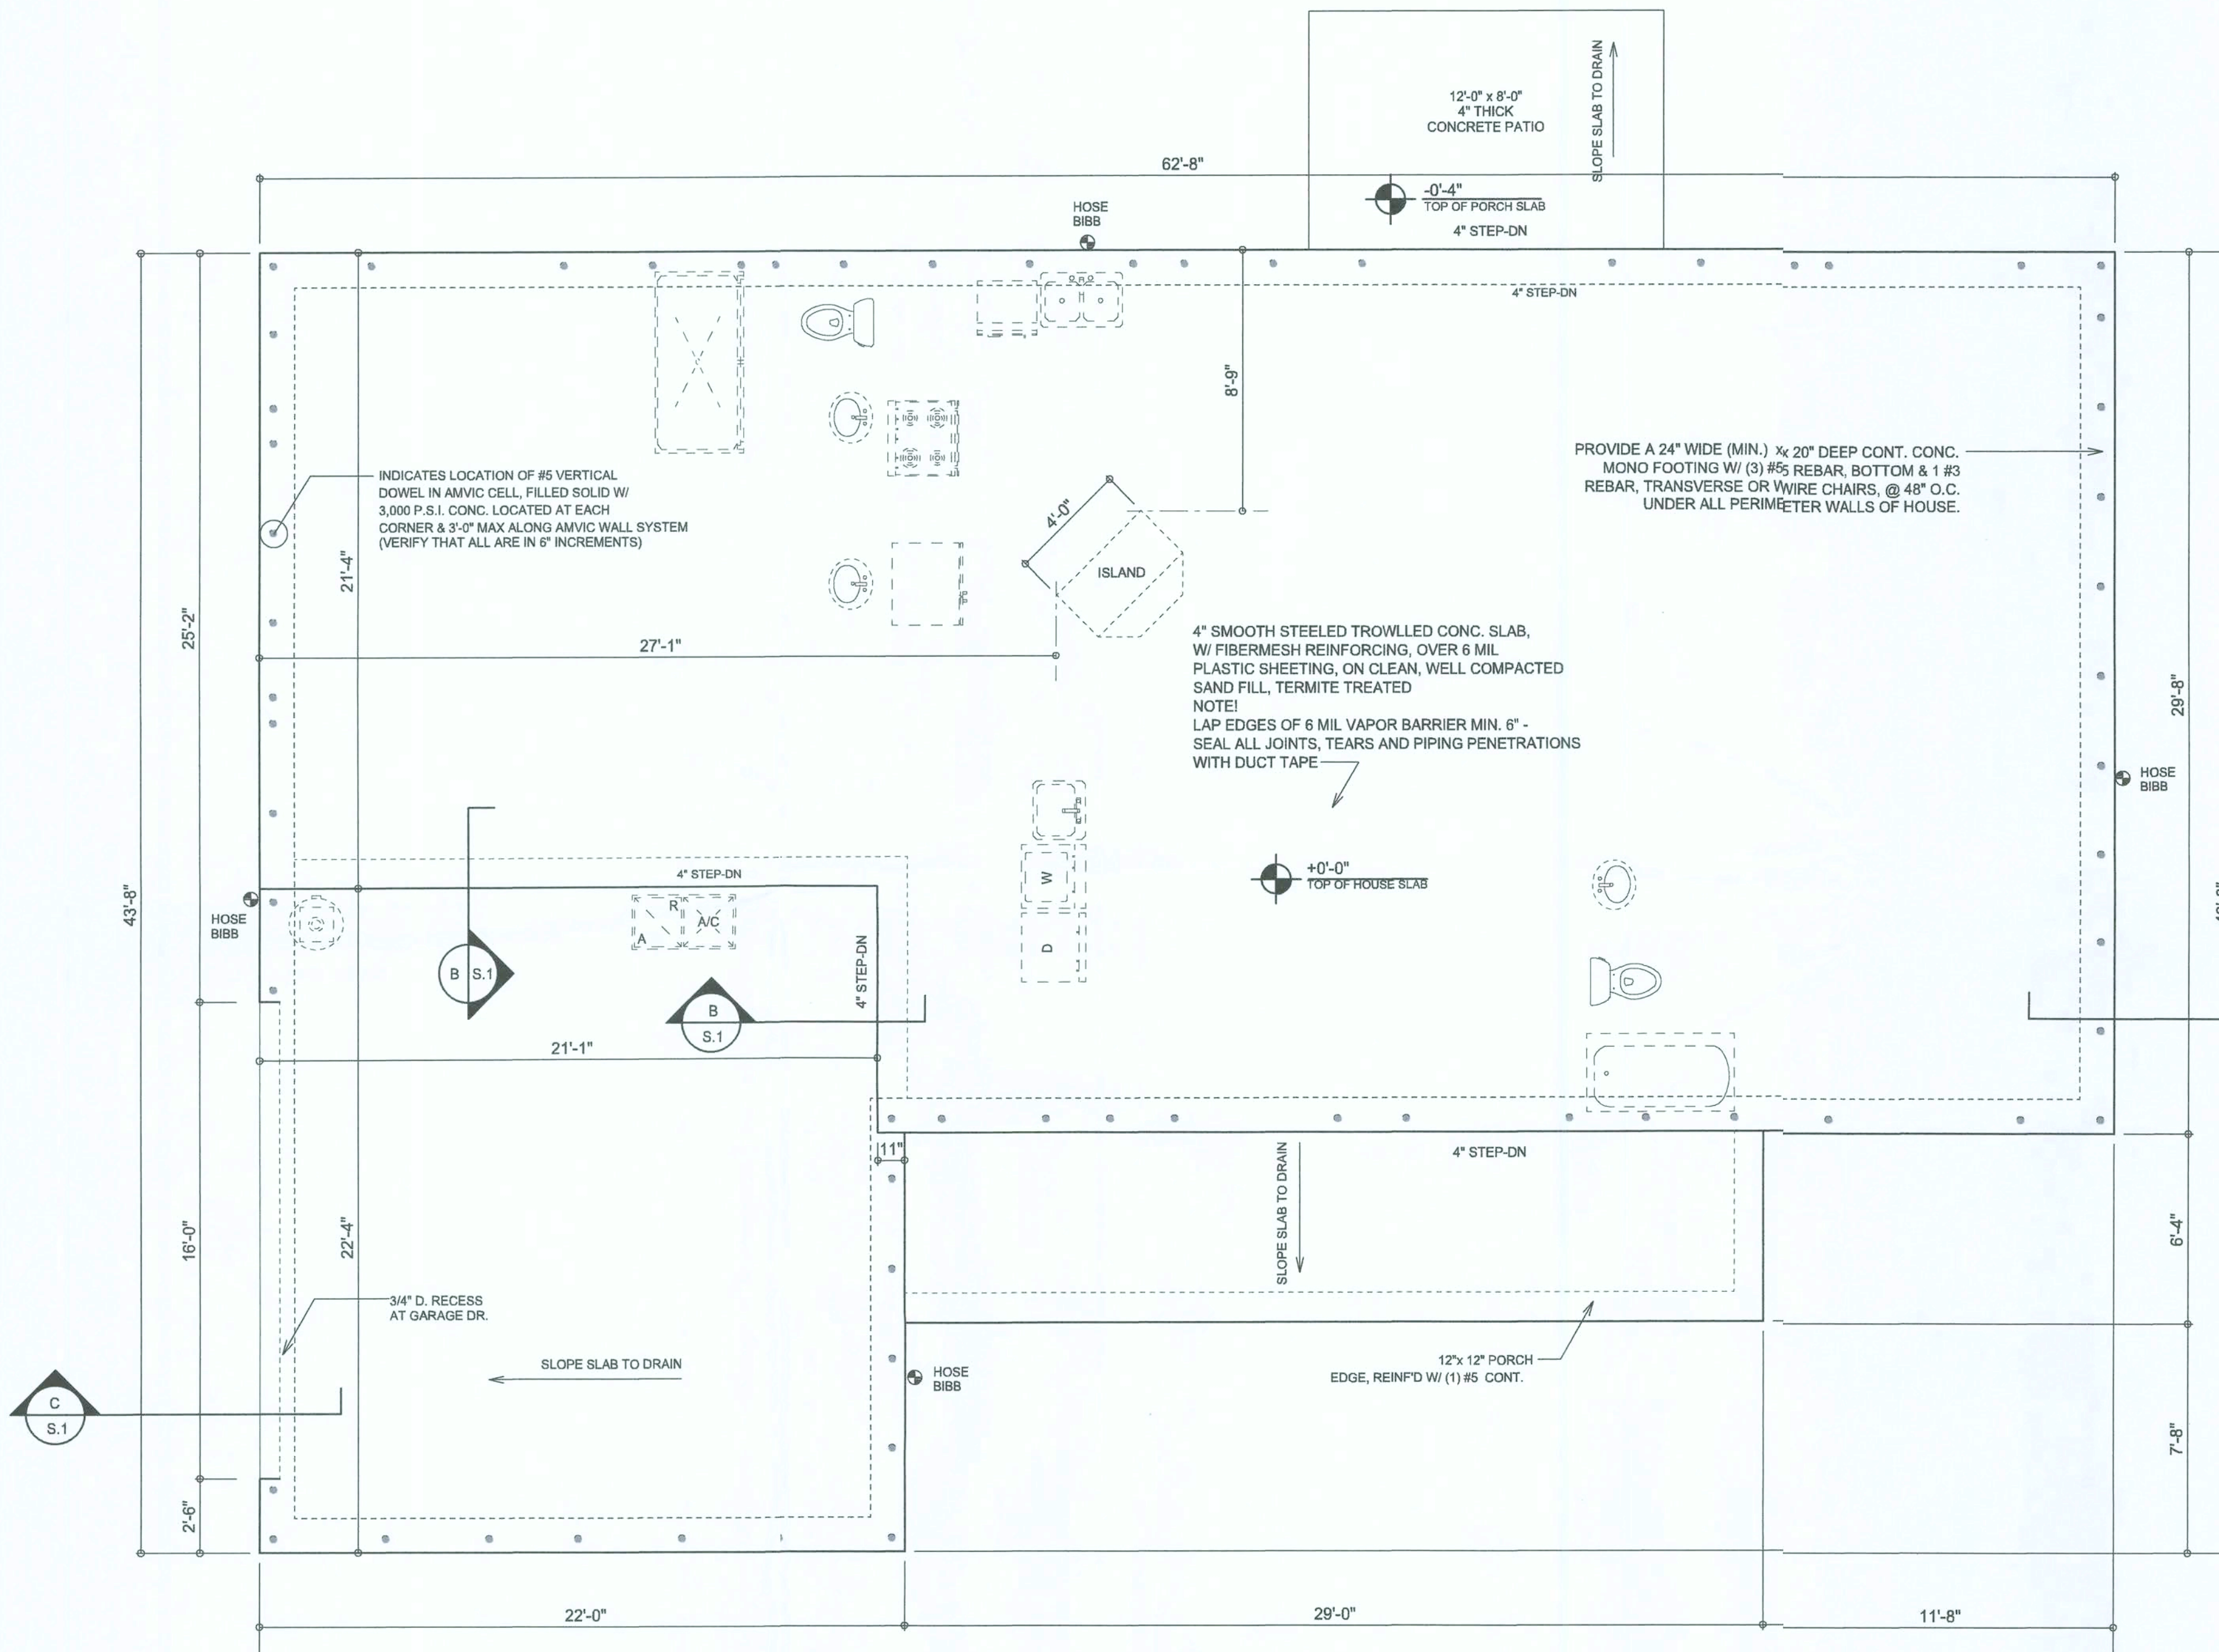 SLOPE SLAB TO DRAIN
12'-0" x 8'-0"
4" THICK
CONCRETE PATIO
62'-8"
-0'-4"
TOP OF PORCH SLAB
4" STEP-DN
HOSE
BIBB
4" STEP-DN
8'-9"
INDICATES LOCATION OF #5 VERTICAL
DOWEL IN AMVIC CELL, FILLED SOLID W/
3,000 P.S.I. CONC. LOCATED AT EACH
CORNER & 3'-0" MAX ALONG AMVIC WALL SYSTEM
(VERIFY THAT ALL ARE IN 6" INCREMENTS)
PROVIDE A 24" WIDE (MIN.) x 20" DEEP CONT. CONC.
MONO FOOTING W/ (3) #5 REBAR, BOTTOM & 1 #3
REBAR, TRANSVERSE OR WIRE CHAIRS, @ 48" O.C.
UNDER ALL PERIMETER WALLS OF HOUSE.
4'-0"
ISLAND
21'-4"
25'-2"
27'-1"
4" SMOOTH STEELED TROWLLED CONC. SLAB,
W/ FIBERMESH REINFORCING, OVER 6 MIL
PLASTIC SHEETING, ON CLEAN, WELL COMPACTED
SAND FILL, TERMITE TREATED
NOTE!
LAP EDGES OF 6 MIL VAPOR BARRIER MIN. 6" -
SEAL ALL JOINTS, TEARS AND PIPING PENETRATIONS
WITH DUCT TAPE
29'-8"
HOSE
BIBB
43'-8"
4" STEP-DN
W
+0'-0"
TOP OF HOUSE SLAB
HOSE
BIBB
R
A/C
A
D
4" STEP-DN
B S.1
B
S.1
21'-1"
11"
4" STEP-DN
SLOPE SLAB TO DRAIN
16'-0"
22'-4"
6'-4"
3/4" D. RECESS
AT GARAGE DR.
SLOPE SLAB TO DRAIN
HOSE
BIBB
12"x 12" PORCH
EDGE, REINF'D W/ (1) #5 CONT.
C
S.1
7'-8"
2'-6"
22'-0"
29'-0"
11'-8"